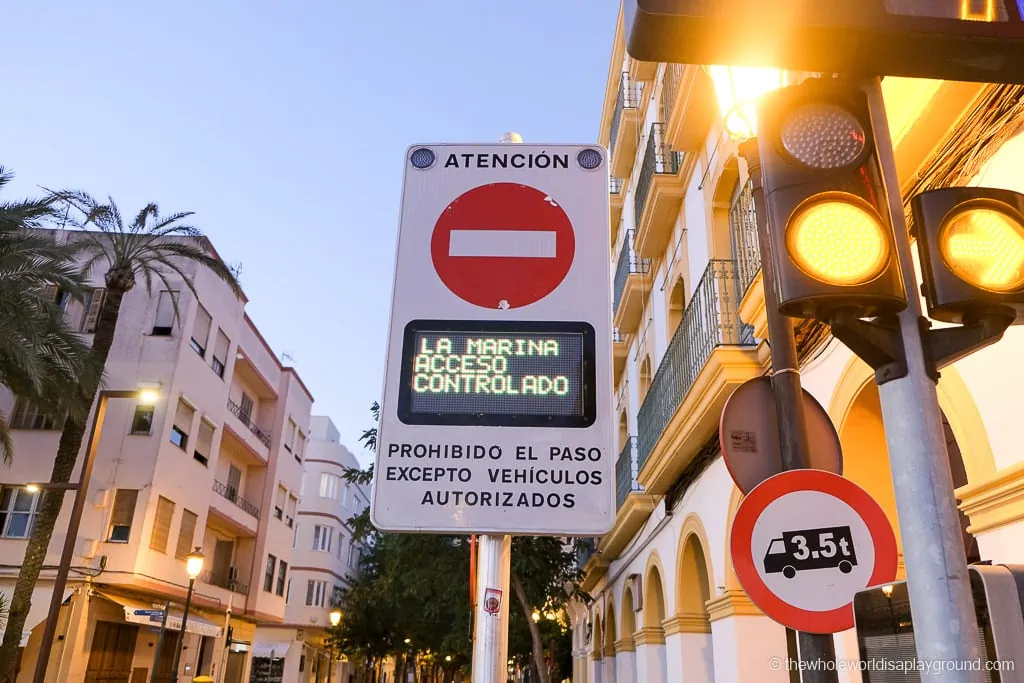 ATENCIÓN
LA MARINA
ACCESO
CONTROLADO
PROHIBIDO EL PASO
EXCEPTO VEHÍCULOS
AUTORIZADOS
3.5t
© thewholeworldisaplayground.com